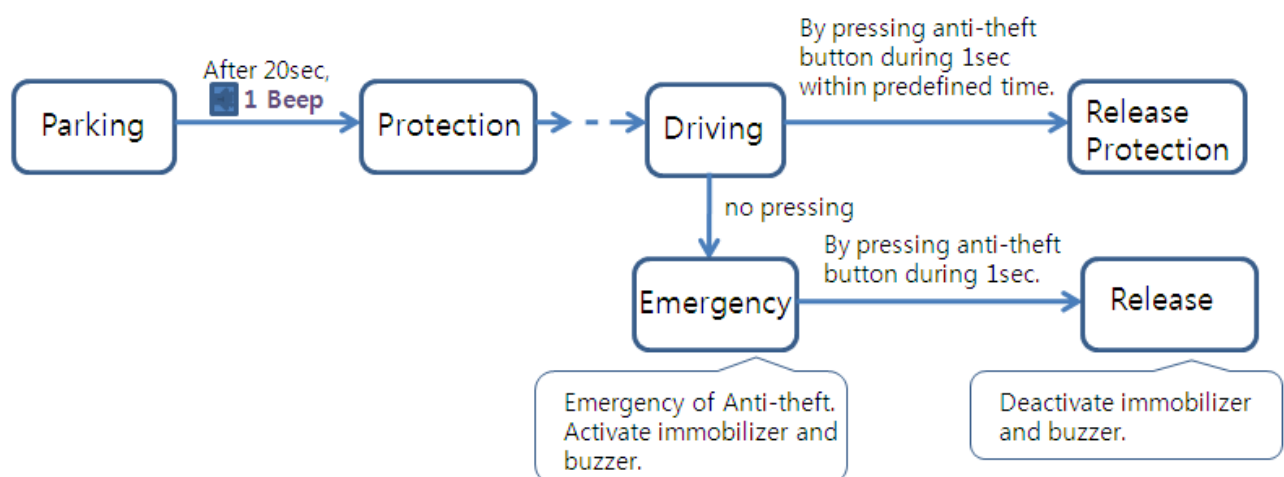 After 20sec,
1 Beep
By pressing anti-theft
button during 1sec
within predefined time.
Parking
Protection
Driving
Release
Protection
no pressing
By pressing anti-theft
button during 1sec.
Emergency
Release
Emergency of Anti-theft.
Activate immobilizer and
buzzer.
Deactivate immobilizer
and buzzer.